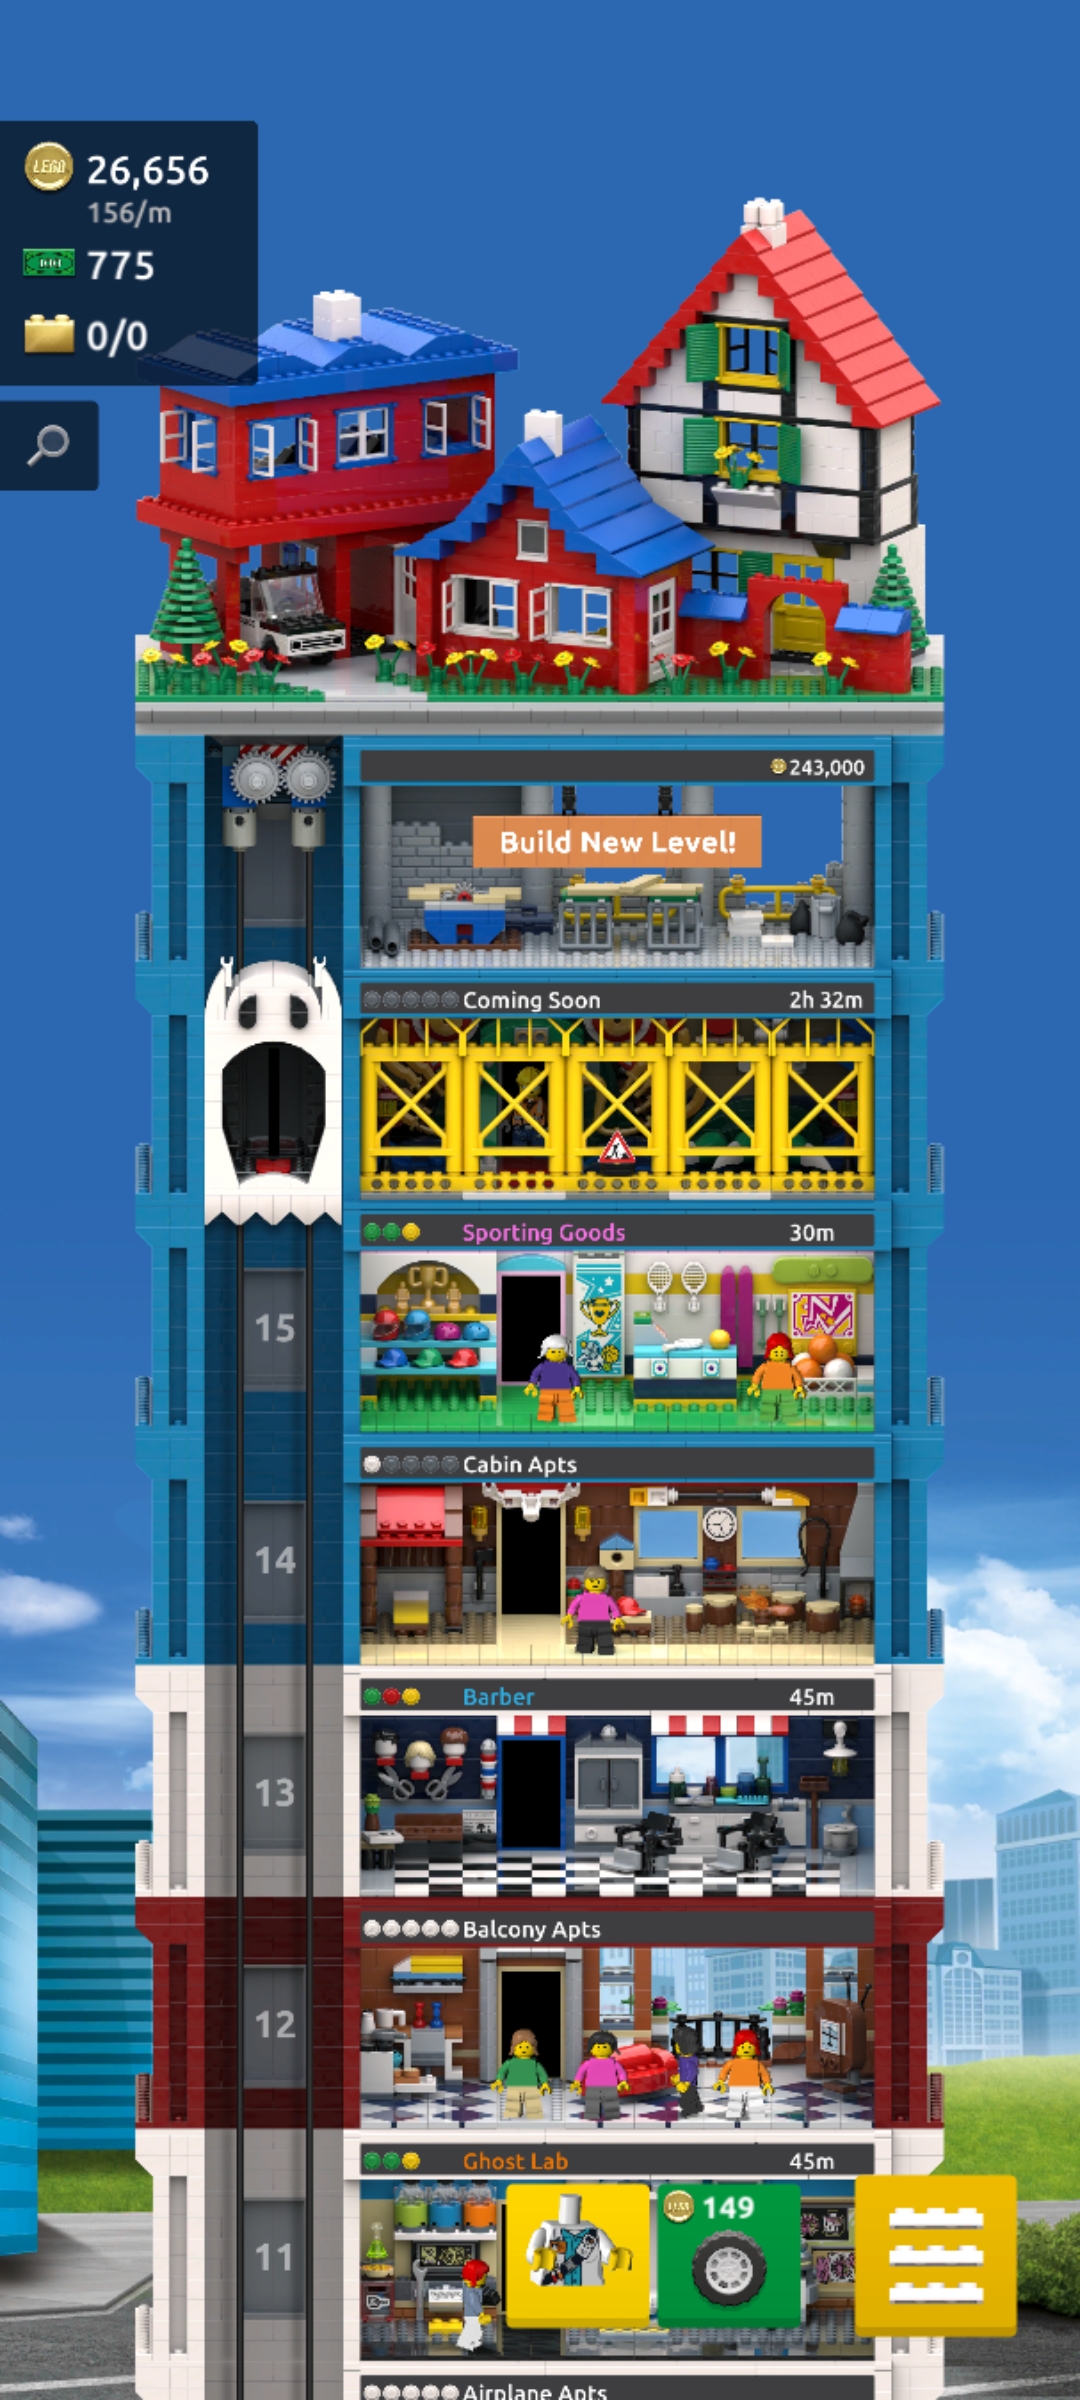 LEGO 26,656
156/m
775
0/0
243,000
Build New Level!
Coming Soon 2h 32m
Sporting Goods 30m
15
Cabin Apts
14
Barber 45m
13
Balcony Apts
12
Ghost Lab 45m
149
11
Airplane Apts